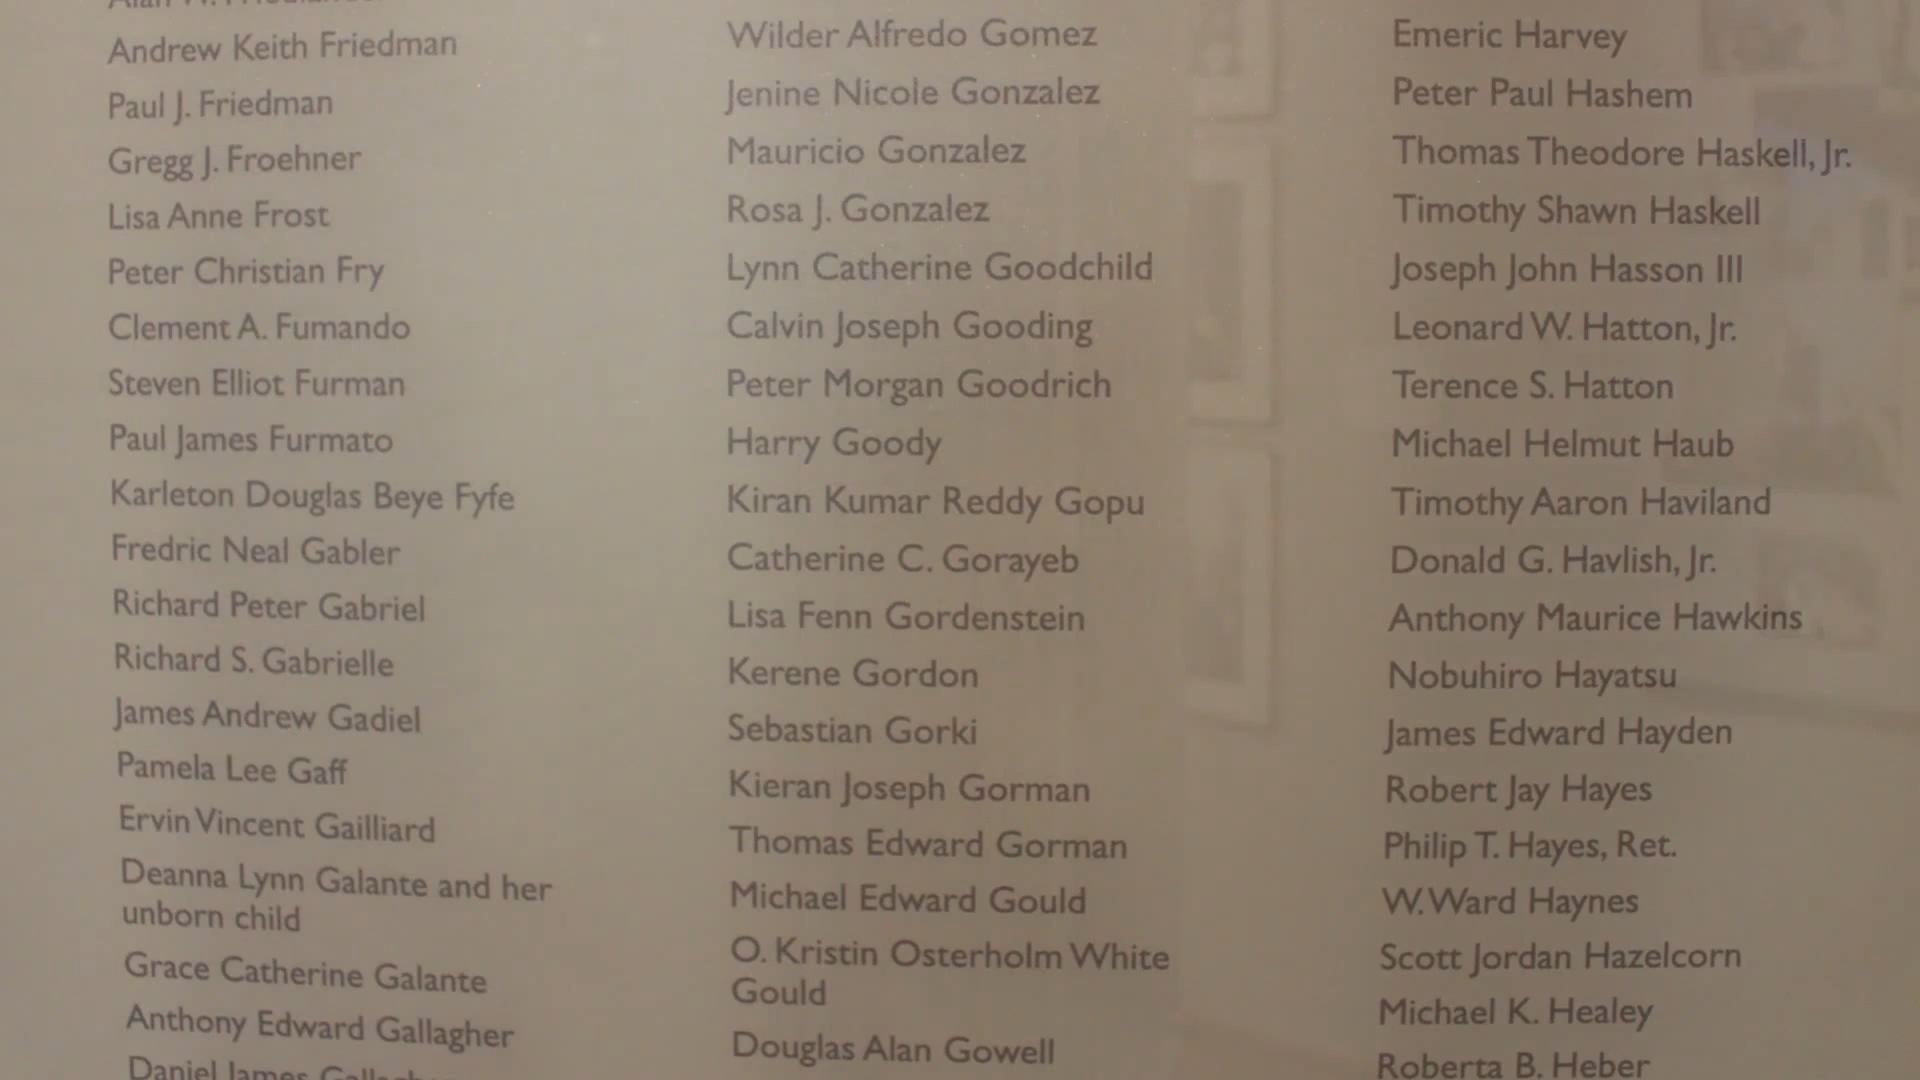 Andrew Keith Friedman
Paul J. Friedman
Gregg J. Froehner
Lisa Anne Frost
Peter Christian Fry
Clement A. Fumando
Steven Elliot Furman
Paul James Furmato
Karleton Douglas Beye Fyfe
Fredric Neal Gabler
Richard Peter Gabriel
Richard S. Gabrielle
James Andrew Gadiel
Pamela Lee Gaff
Ervin Vincent Gailliard
Deanna Lynn Galante and her
unborn child
Grace Catherine Galante
Anthony Edward Gallagher
Daniel James
Wilder Alfredo Gomez
Jenine Nicole Gonzalez
Mauricio Gonzalez
Rosa J. Gonzalez
Lynn Catherine Goodchild
Calvin Joseph Gooding
Peter Morgan Goodrich
Harry Goody
Kiran Kumar Reddy Gopu
Catherine C. Gorayeb
Lisa Fenn Gordenstein
Kerene Gordon
Sebastian Gorki
Kieran Joseph Gorman
Thomas Edward Gorman
Michael Edward Gould
O. Kristin Osterholm White
Gould
Douglas Alan Gowell
Emeric Harvey
Peter Paul Hashem
Thomas Theodore Haskell, Jr.
Timothy Shawn Haskell
Joseph John Hasson III
Leonard W. Hatton, Jr.
Terence S. Hatton
Michael Helmut Haub
Timothy Aaron Haviland
Donald G. Havlish, Jr.
Anthony Maurice Hawkins
Nobuhiro Hayatsu
James Edward Hayden
Robert Jay Hayes
Philip T. Hayes, Ret.
W. Ward Haynes
Scott Jordan Hazelcorn
Michael K. Healey
Roberta B. Heber